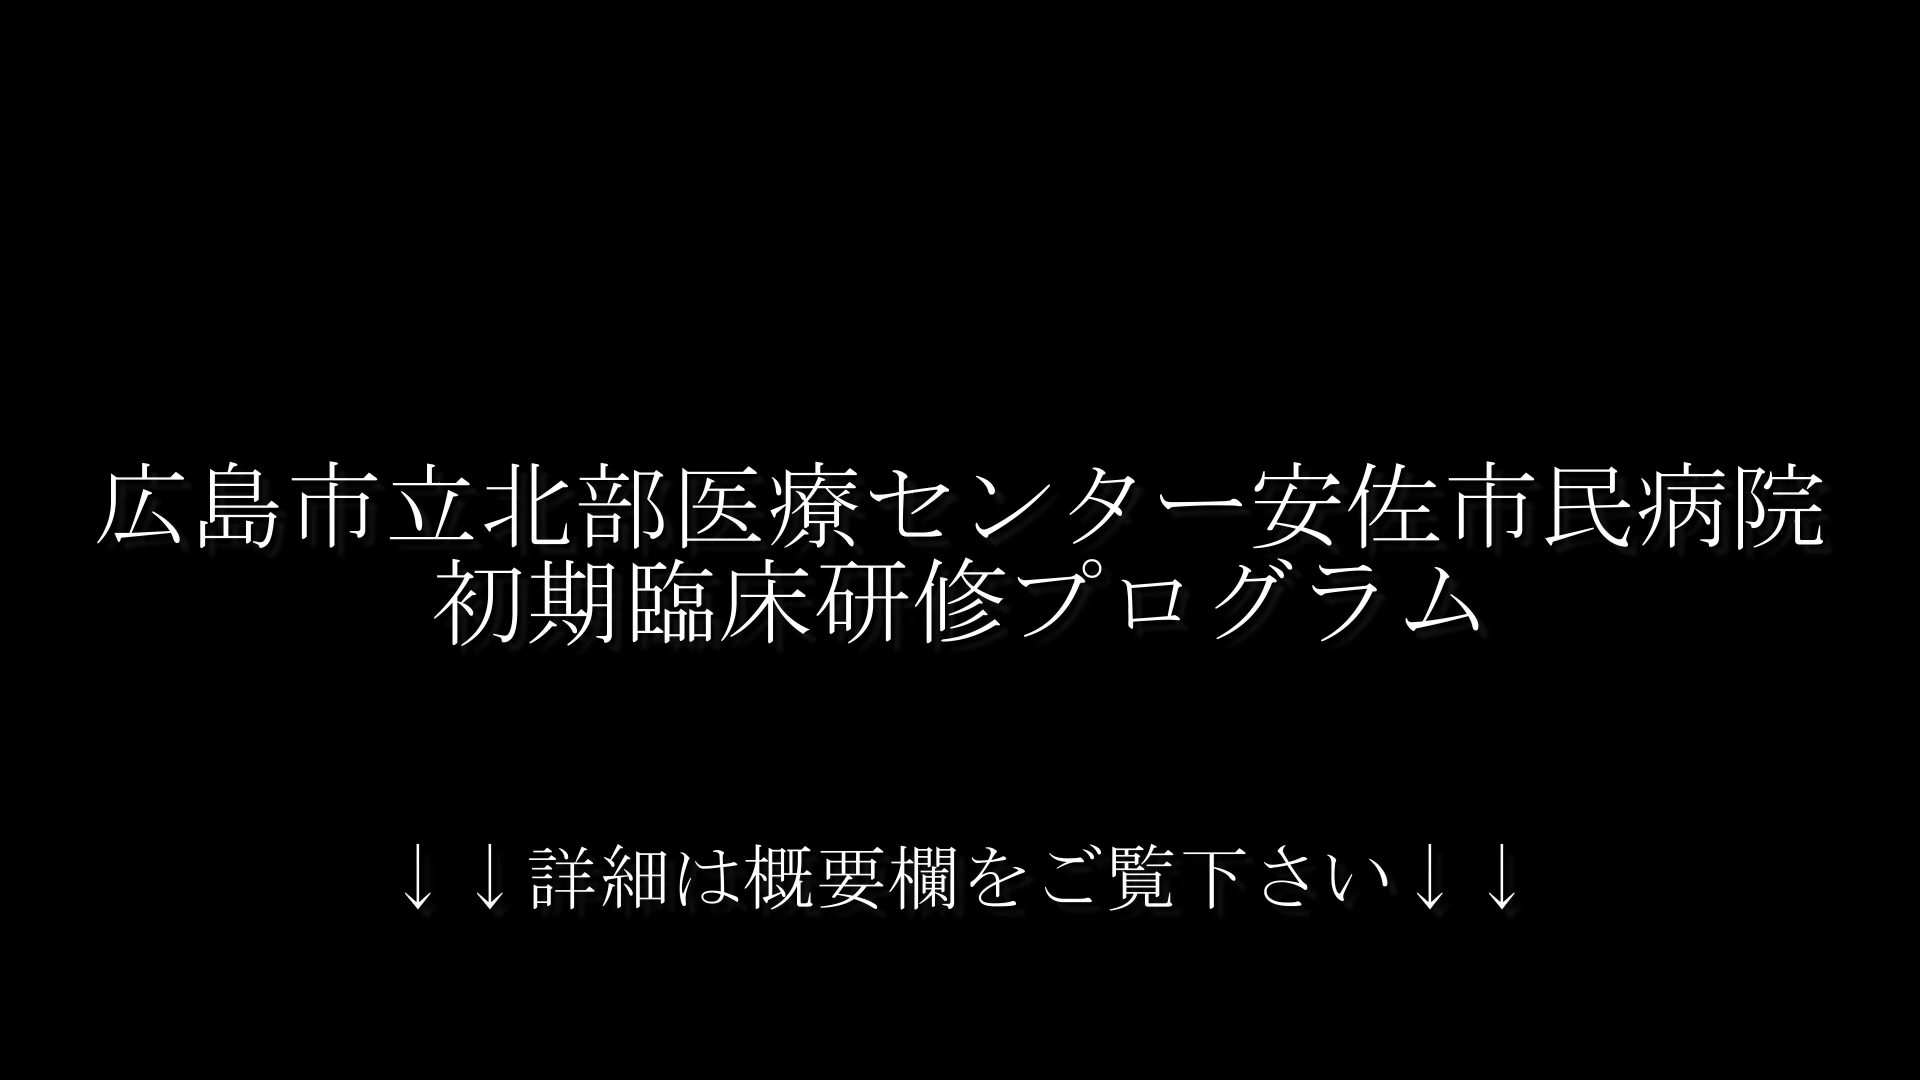 広島市立北部医療センター安佐市民病院
初期臨床研修プログラム
↓↓詳細は概要欄をご覧下さい↓↓